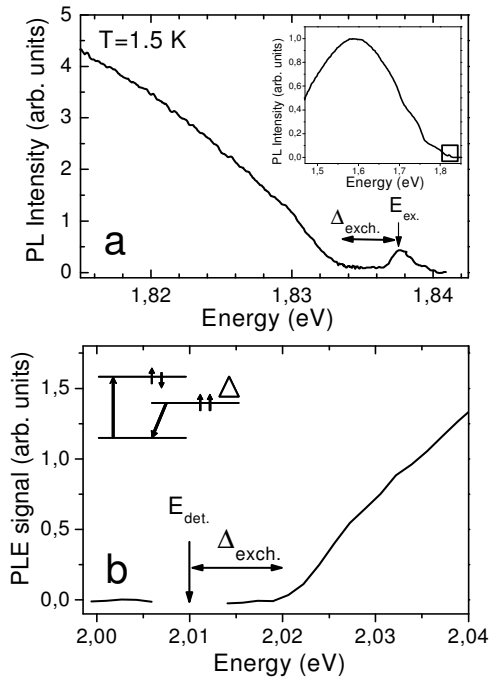 T=1.5 K
PL Intensity (arb. units)
5
4
3
2
1
0
1,82
1,83
1,84
Energy (eV)
a
Δexch.
Eex.
PL Intensity (arb. units)
1,0
0,8
0,6
0,4
0,2
0,0
1,5
1,6
1,7
1,8
Energy (eV)
PLE signal (arb. units)
1,5
1,0
0,5
0,0
Δ
Edet.
Δexch.
b
2,00
2,01
2,02
2,03
2,04
Energy (eV)